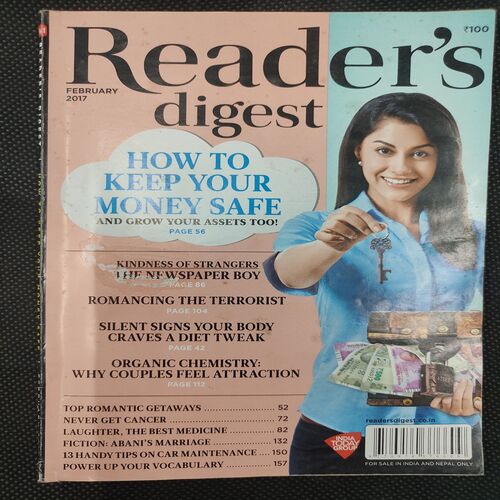 Reader's
digest
₹100
FEBRUARY
2017
HOW TO
KEEP YOUR
MONEY SAFE
AND GROW YOUR ASSETS TOO!
PAGE 56
KINDNESS OF STRANGERS
THE NEWSPAPER BOY
PAGE 86
ROMANCING THE TERRORIST
PAGE 104
SILENT SIGNS YOUR BODY
CRAVES A DIET TWEAK
PAGE 42
ORGANIC CHEMISTRY:
WHY COUPLES FEEL ATTRACTION
PAGE 112
TOP ROMANTIC GETAWAYS .................. 52
NEVER GET CANCER .......................... 72
LAUGHTER, THE BEST MEDICINE ........... 82
FICTION: ABANI'S MARRIAGE ............. 132
13 HANDY TIPS ON CAR MAINTENANCE .... 150
POWER UP YOUR VOCABULARY ............. 157
INDIA
TODAY
GROUP
readersdigest.co.in
FOR SALE IN INDIA AND NEPAL ONLY